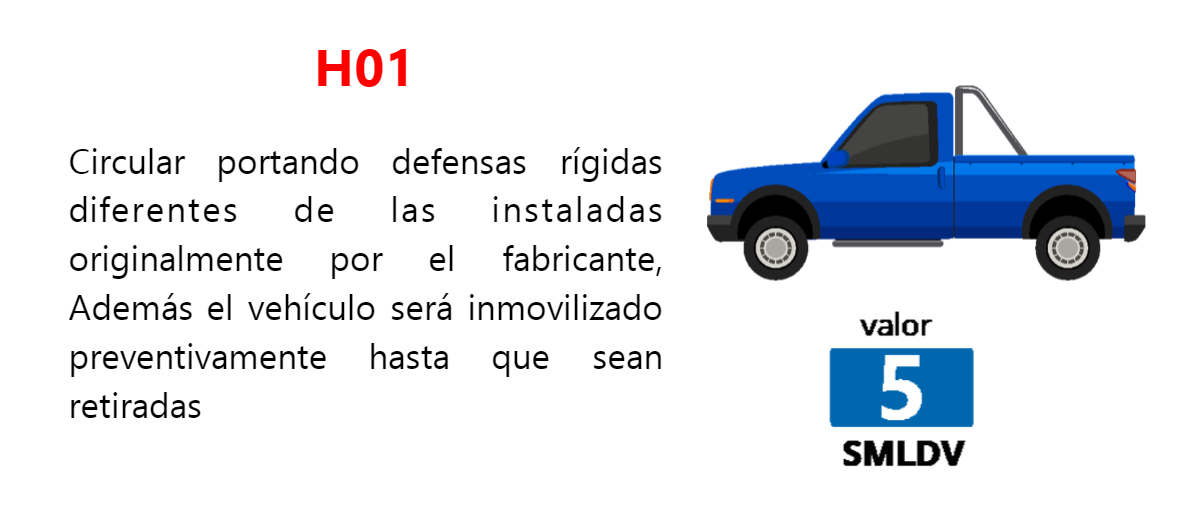 H01
Circular portando defensas rígidas
diferentes de las instaladas
originalmente por el fabricante,
Además el vehículo será inmovilizado
preventivamente hasta que sean
retiradas
valor
5
SMLDV